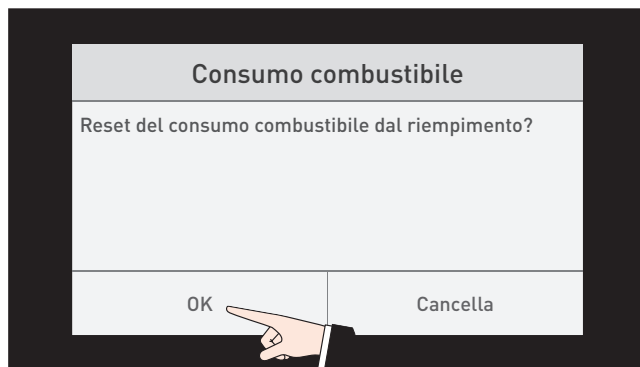 Consumo combustibile
Reset del consumo combustibile dal riempimento?
OK
Cancella